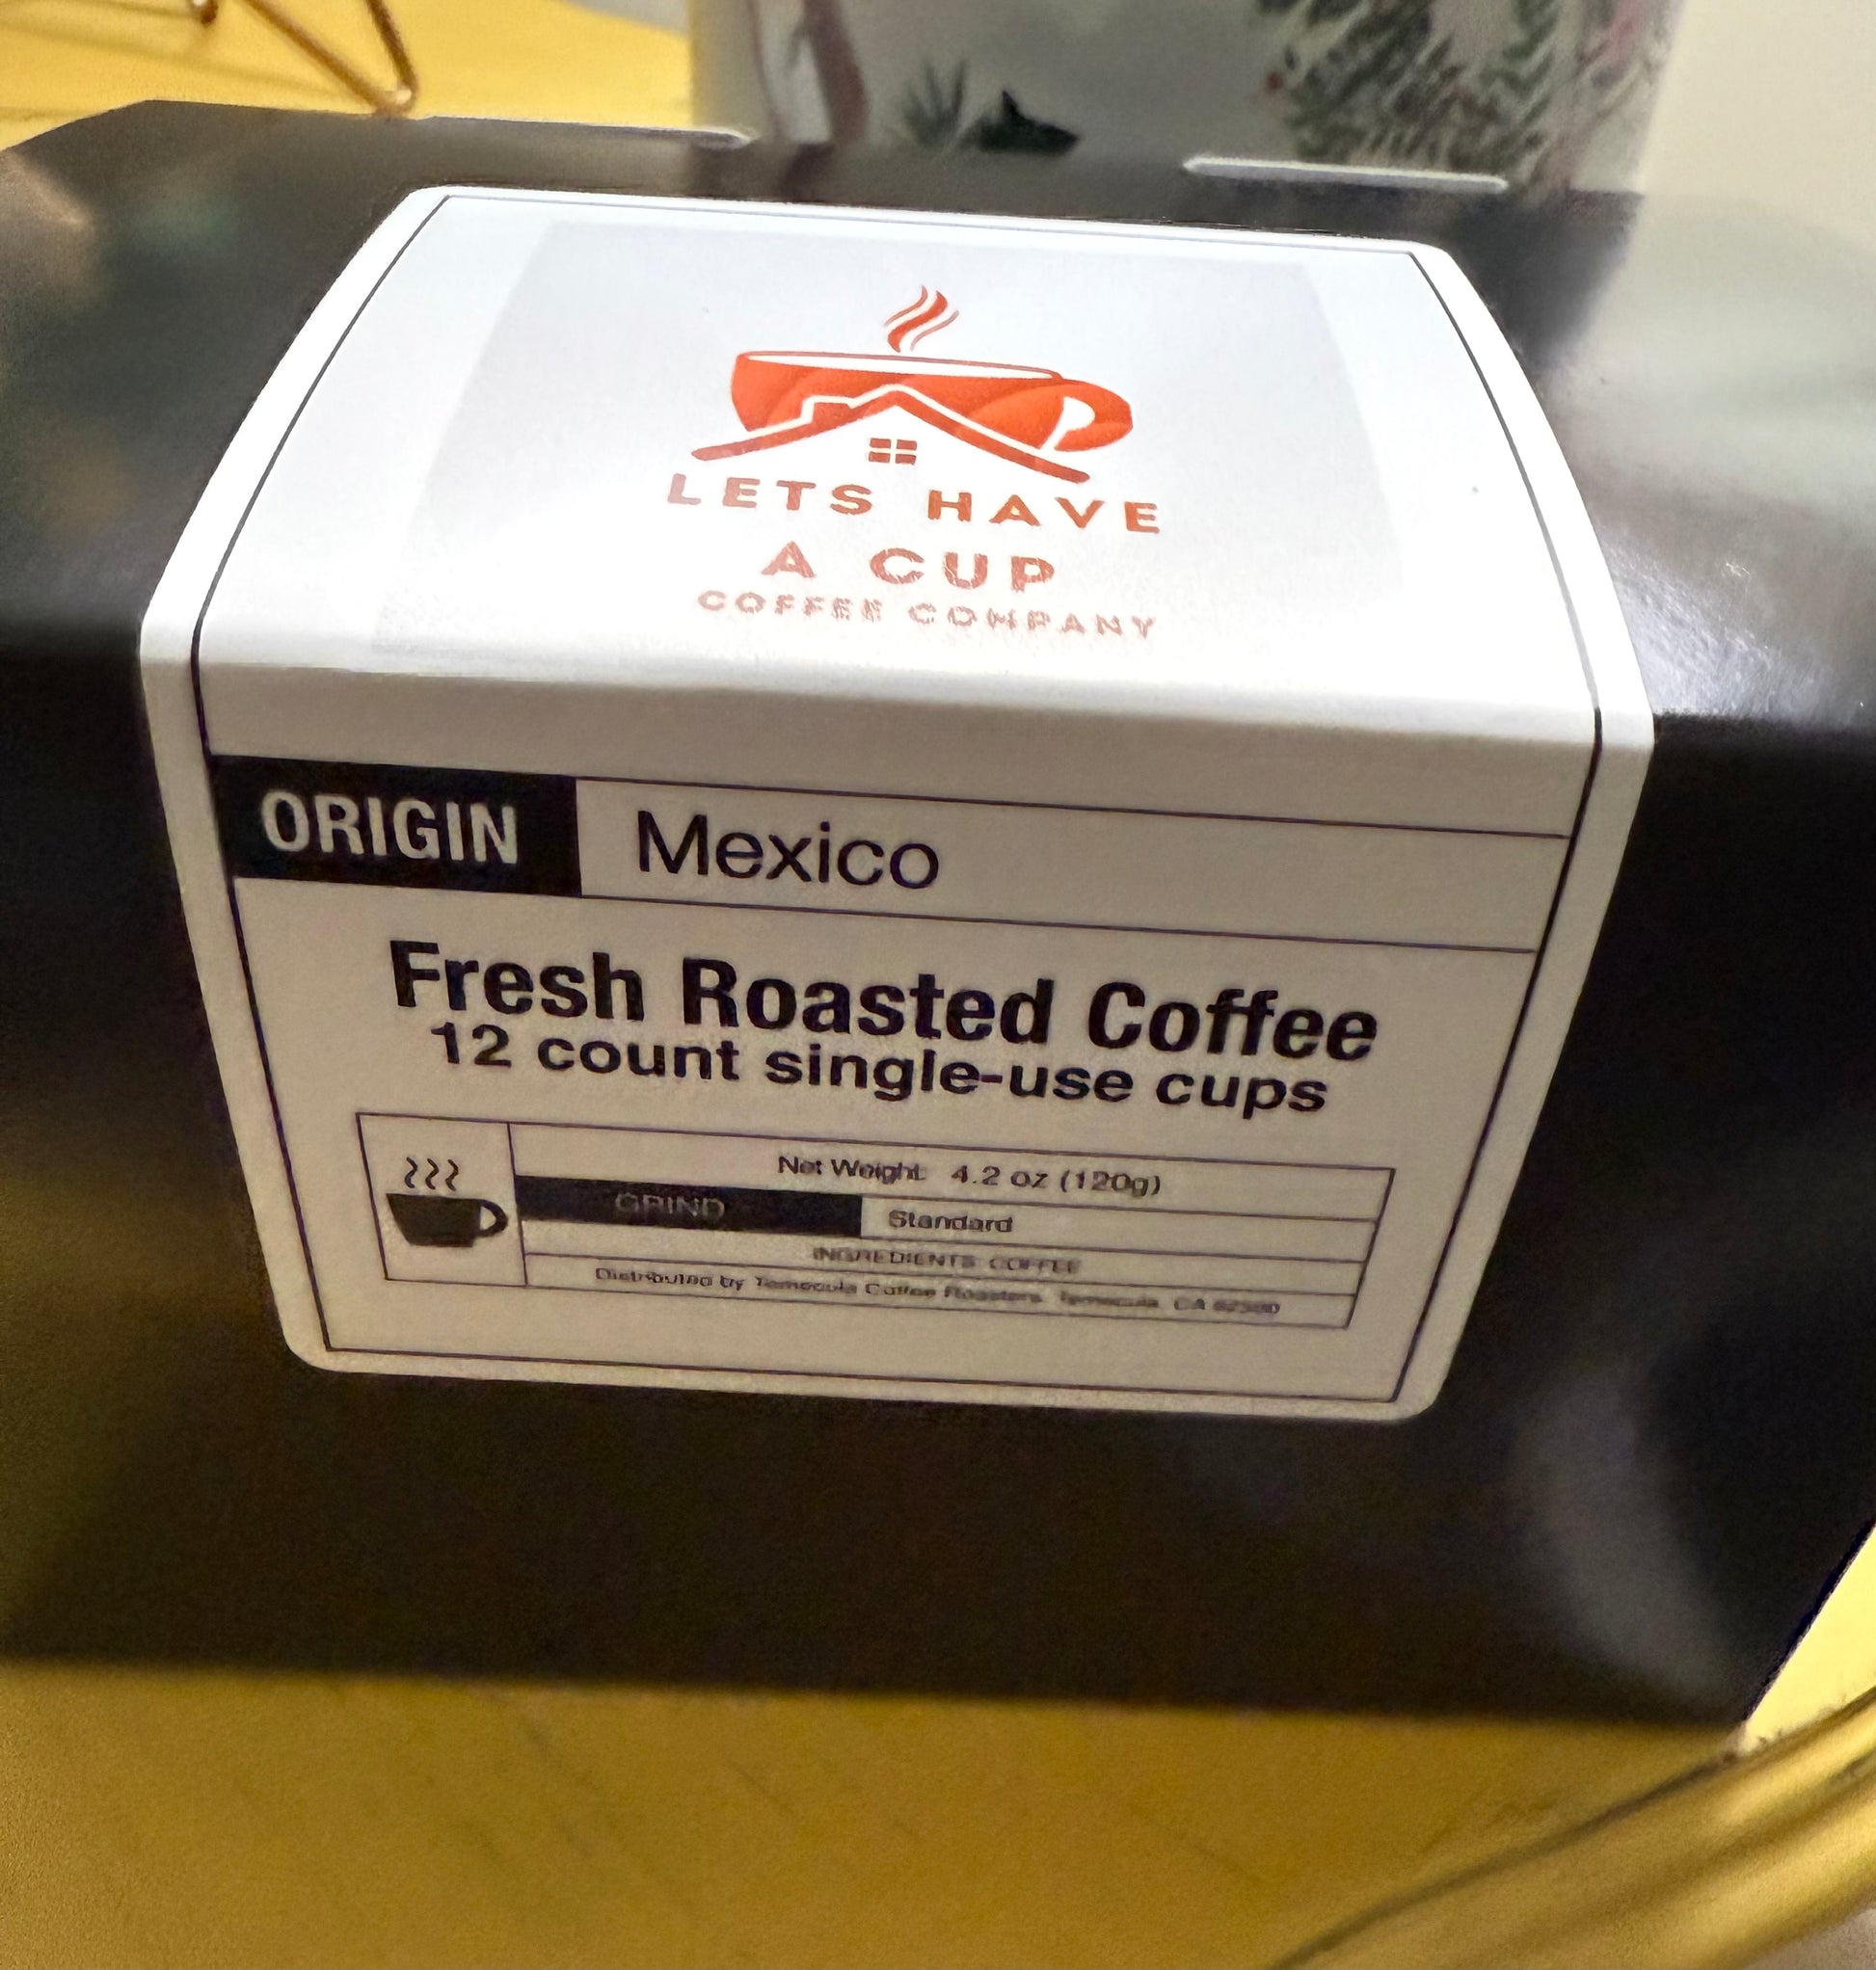 LETS HAVE
A CUP
COFFEE COMPANY
ORIGIN Mexico
Fresh Roasted Coffee
12 count single-use cups
Net Weight: 4.2 oz (120g)
GRIND Standard
INGREDIENTS: COFFEE
Distributed by Temecula Coffee Roasters, Temecula, CA